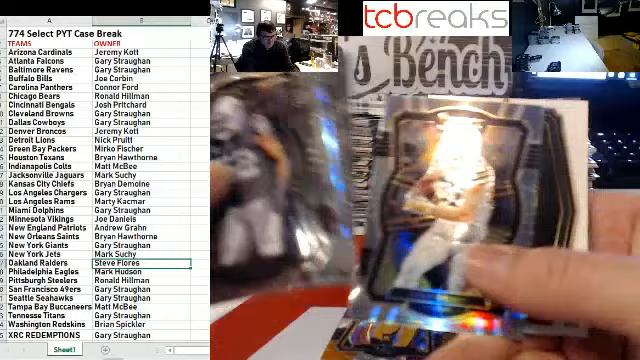 774 Select PYT Case Break
TEAMS OWNER
Arizona Cardinals Jeremy Kott
Atlanta Falcons Gary Straughan
Baltimore Ravens Gary Straughan
Buffalo Bills Joe Corbin
Carolina Panthers Connor Ford
Chicago Bears Ronald Hillman
Cincinnati Bengals Josh Pritchard
Cleveland Browns Gary Straughan
Dallas Cowboys Gary Straughan
Denver Broncos Jeremy Kott
Detroit Lions Nick Pruitt
Green Bay Packers Mirko Fischer
Houston Texans Bryan Hawthorne
Indianapolis Colts Matt McBee
Jacksonville Jaguars Mark Suchy
Kansas City Chiefs Bryan Demoine
Los Angeles Chargers Gary Straughan
Los Angeles Rams Marty Kacmar
Miami Dolphins Gary Straughan
Minnesota Vikings Joe Daniels
New England Patriots Andrew Grahn
New Orleans Saints Bryan Hawthorne
New York Giants Gary Straughan
New York Jets Mark Suchy
Oakland Raiders Steve Flores
Philadelphia Eagles Mark Hudson
Pittsburgh Steelers Ronald Hillman
San Francisco 49ers Gary Straughan
Seattle Seahawks Gary Straughan
Tampa Bay Buccaneers Matt McBee
Tennesse Titans Gary Straughan
Washington Redskins Brian Spickler
XRC REDEMPTIONS Gary Straughan
Sheet1
tcbreaks
's Bench